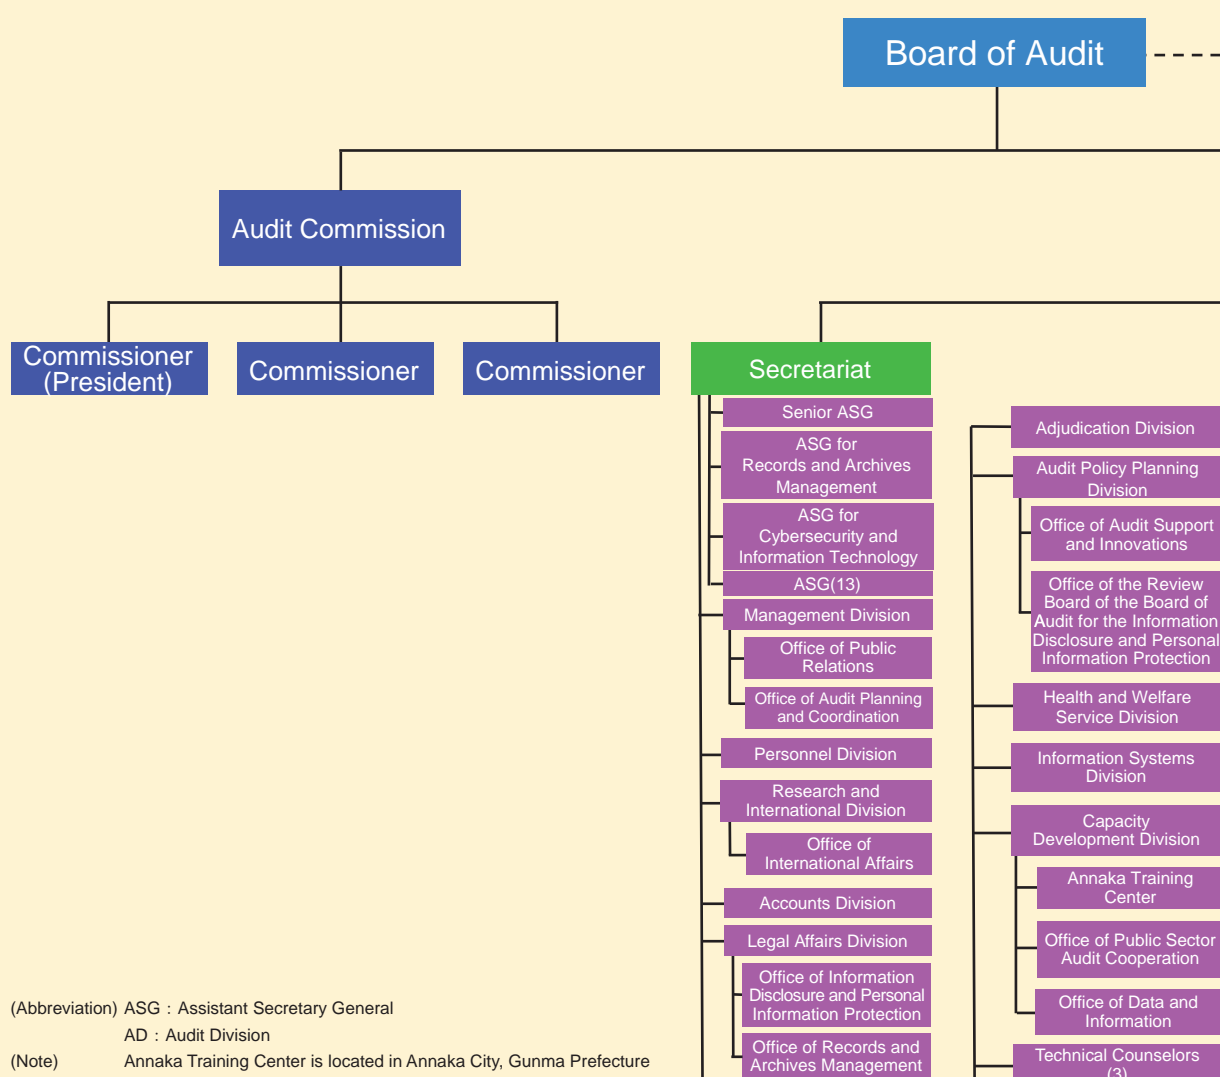 Board of Audit
Audit Commission
Commissioner
(President)
Commissioner
Commissioner
Secretariat
Senior ASG
ASG for
Records and Archives
Management
ASG for
Cybersecurity and
Information Technology
ASG(13)
Management Division
Office of Public
Relations
Office of Audit Planning
and Coordination
Personnel Division
Research and
International Division
Office of
International Affairs
Accounts Division
Legal Affairs Division
Office of Information
Disclosure and Personal
Information Protection
Office of Records and
Archives Management
Adjudication Division
Audit Policy Planning
Division
Office of Audit Support
and Innovations
Office of the Review
Board of the Board of
Audit for the Information
Disclosure and Personal
Information Protection
Health and Welfare
Service Division
Information Systems
Division
Capacity
Development Division
Annaka Training
Center
Office of Public Sector
Audit Cooperation
Office of Data and
Information
Technical Counselors
(3)
(Abbreviation) ASG : Assistant Secretary General
AD : Audit Division
(Note) Annaka Training Center is located in Annaka City, Gunma Prefecture